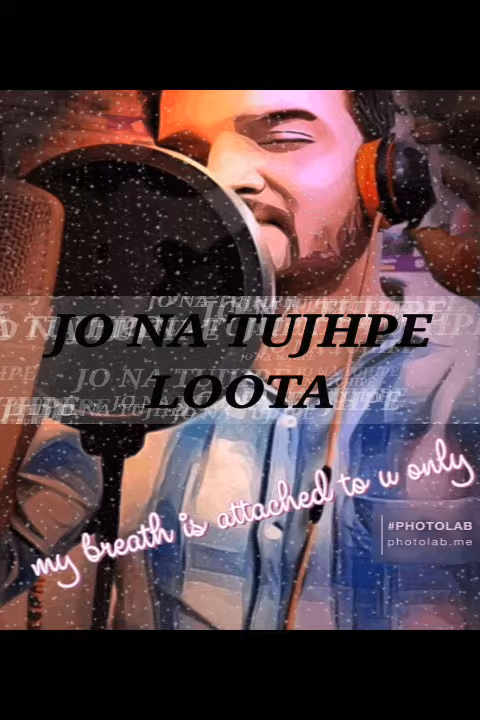 JO NA TUJHPE
LOOTA
my breath is attached to u only
#PHOTOLAB
photolab.me